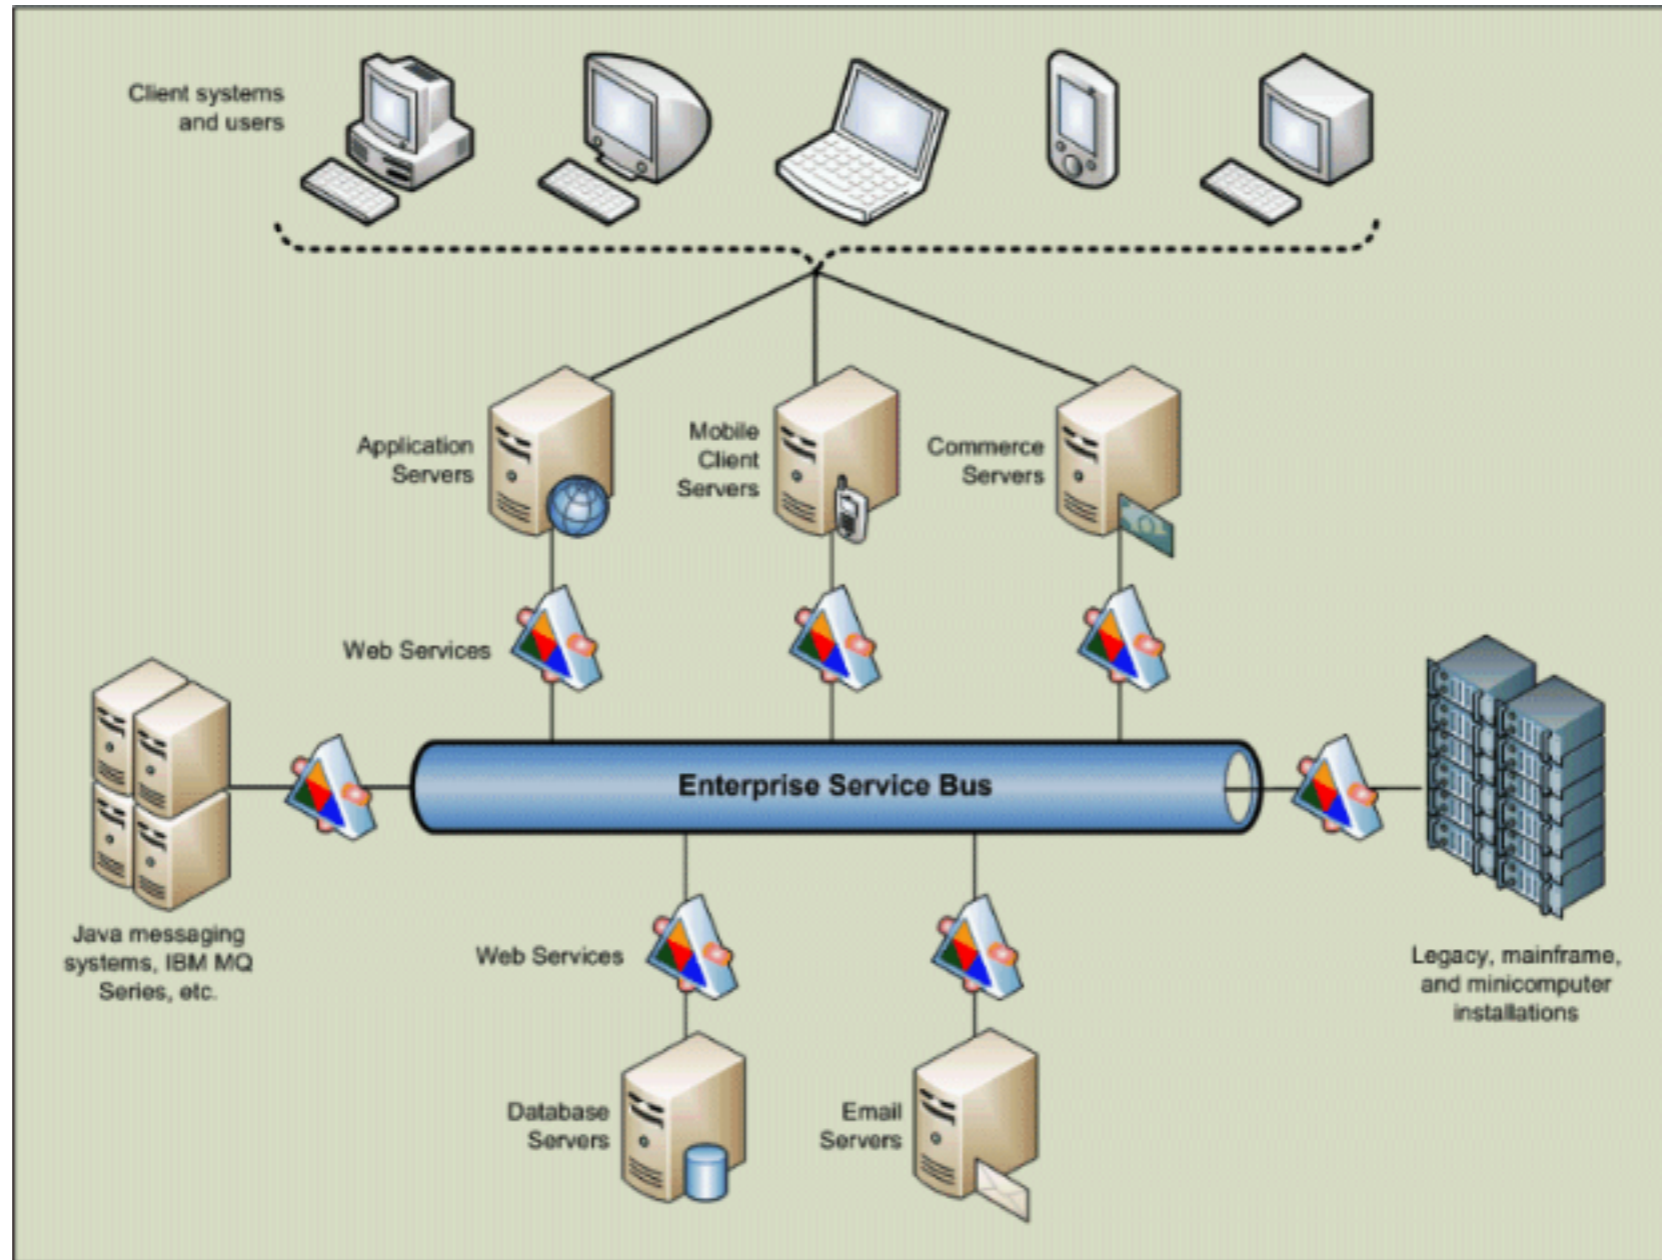 Client systems
and users
Application
Servers
Mobile
Client
Servers
Commerce
Servers
Web Services
Enterprise Service Bus
Java messaging
systems, IBM MQ
Series, etc.
Web Services
Legacy, mainframe,
and minicomputer
installations
Database
Servers
Email
Servers